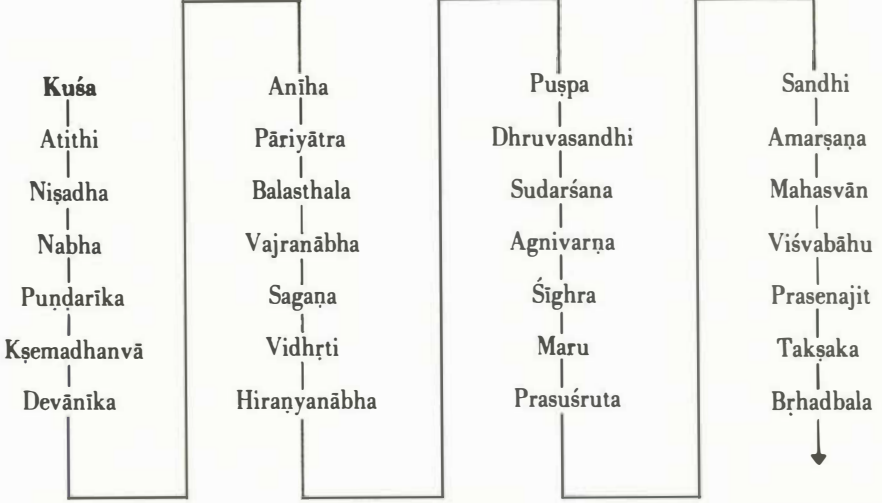 Kuśa
Atithi
Niṣadha
Nabha
Puṇḍarīka
Kṣemadhanvā
Devānīka
Anīha
Pāriyātra
Balasthala
Vajranābha
Sagaṇa
Vidhṛti
Hiraṇyanābha
Puṣpa
Dhruvasandhi
Sudarśana
Agnivarṇa
Śīghra
Maru
Prasuśruta
Sandhi
Amarṣaṇa
Mahasvān
Viśvabāhu
Prasenajit
Takṣaka
Bṛhadbala